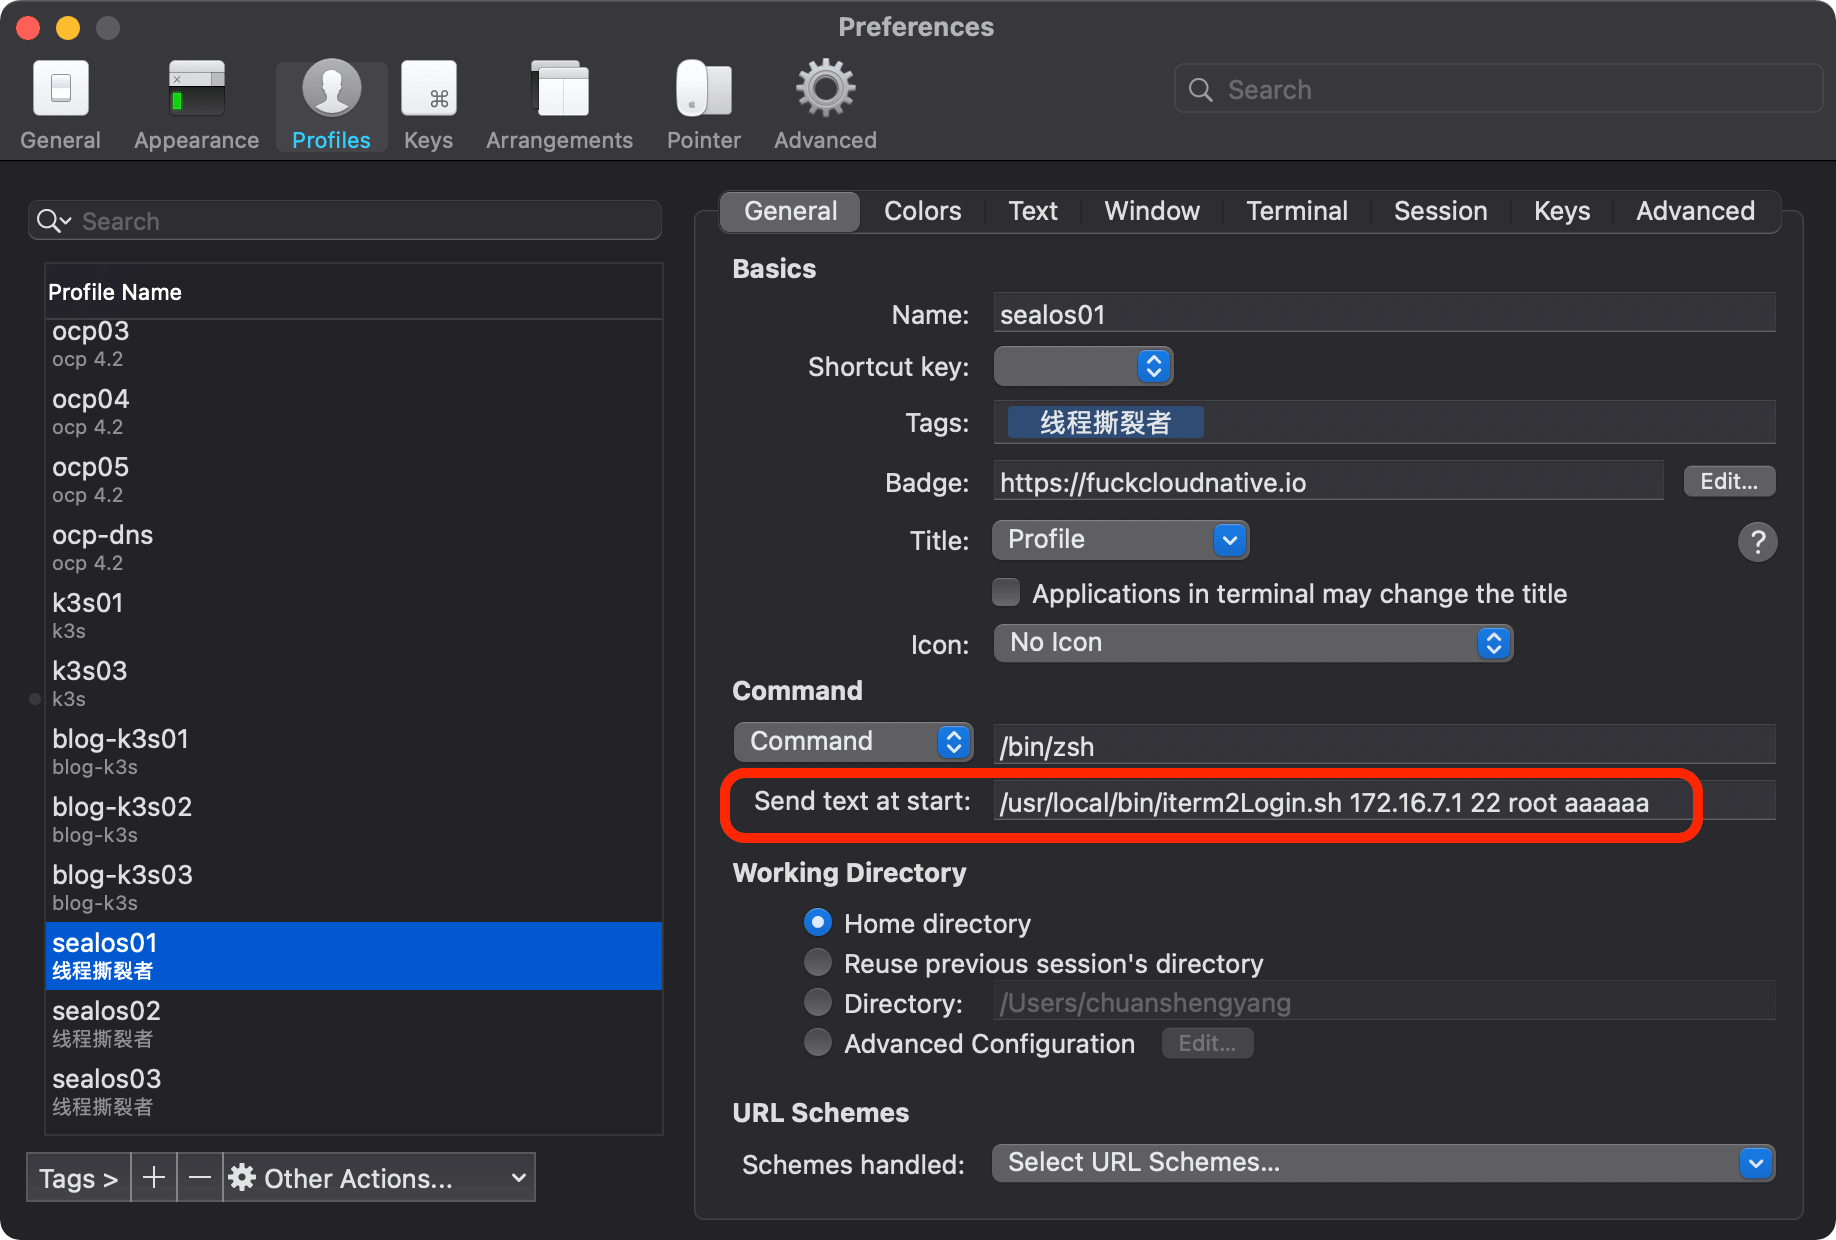 Preferences
General Appearance Profiles Keys Arrangements Pointer Advanced
Search
Search
Profile Name
ocp03
ocp 4.2
ocp04
ocp 4.2
ocp05
ocp 4.2
ocp-dns
ocp 4.2
k3s01
k3s
k3s03
k3s
blog-k3s01
blog-k3s
blog-k3s02
blog-k3s
blog-k3s03
blog-k3s
sealos01
线程撕裂者
sealos02
线程撕裂者
sealos03
线程撕裂者
Tags > + — Other Actions...
General Colors Text Window Terminal Session Keys Advanced
Basics
Name: sealos01
Shortcut key:
Tags: 线程撕裂者
Badge: https://fuckcloudnative.io Edit...
Title: Profile ?
Applications in terminal may change the title
Icon: No Icon
Command
Command /bin/zsh
Send text at start: /usr/local/bin/iterm2Login.sh 172.16.7.1 22 root aaaaaa
Working Directory
Home directory
Reuse previous session's directory
Directory: /Users/chuanshengyang
Advanced Configuration Edit...
URL Schemes
Schemes handled: Select URL Schemes...